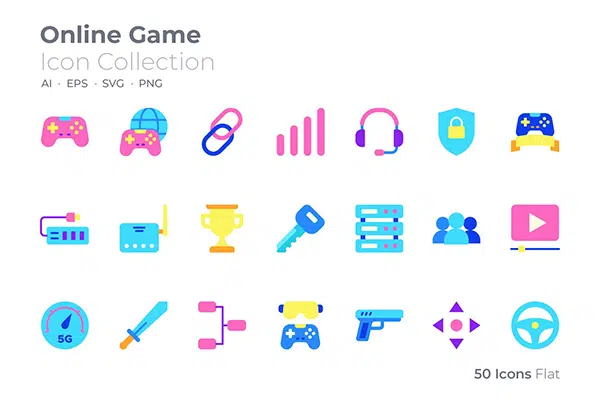 Online Game
Icon Collection
AI · EPS · SVG · PNG
5G
50 Icons Flat